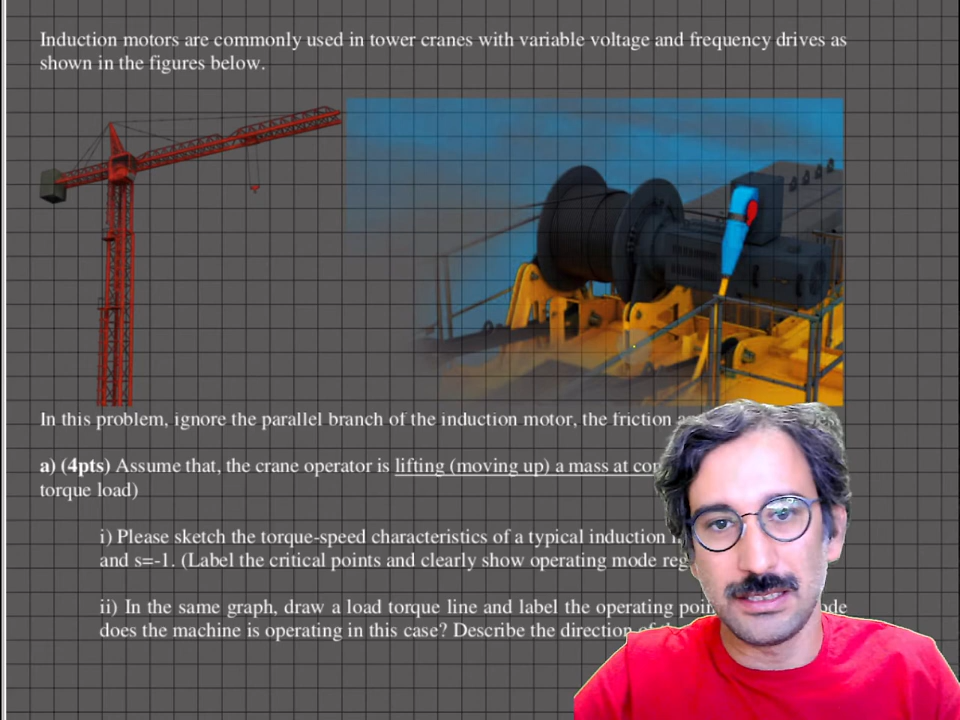 Induction motors are commonly used in tower cranes with variable voltage and frequency drives as
shown in the figures below.
In this problem, ignore the parallel branch of the induction motor, the friction
a) (4pts) Assume that, the crane operator is lifting (moving up) a mass at
torque load)
i) Please sketch the torque-speed characteristics of a typical induction
and s=-1. (Label the critical points and clearly show operating mode
ii) In the same graph, draw a load torque line and label the operating
does the machine is operating in this case? Describe the direction